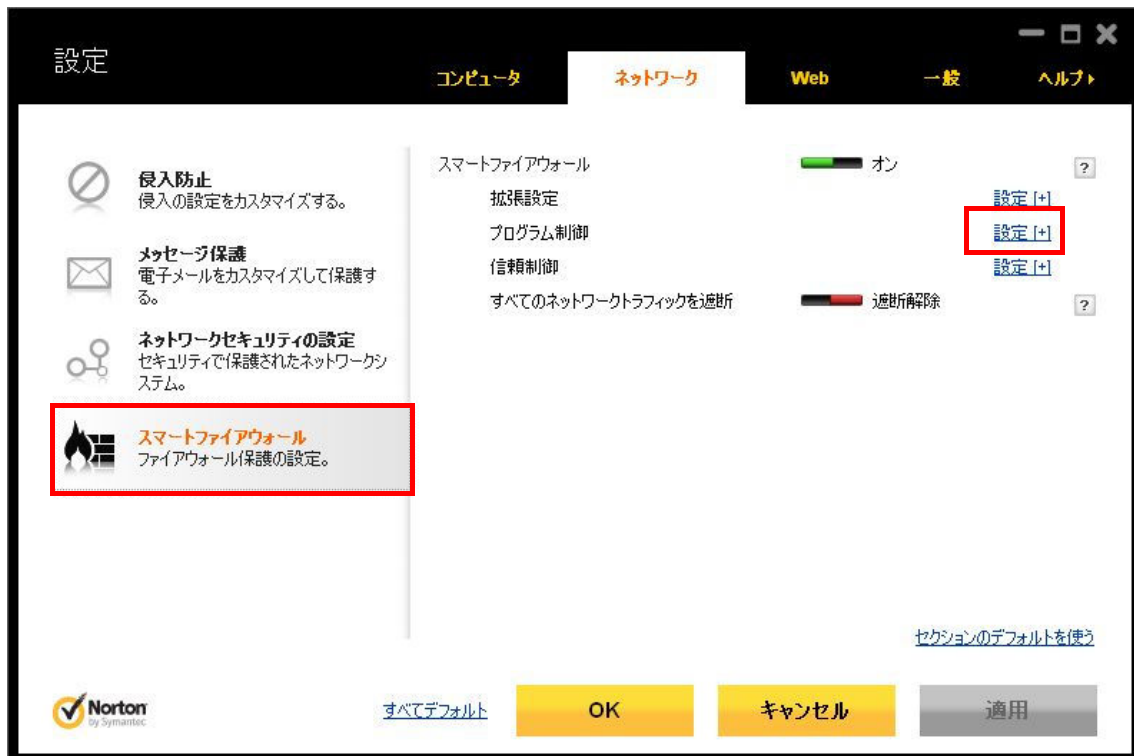 設定
コンピュータ ネットワーク Web 一般 ヘルプ
侵入防止
侵入の設定をカスタマイズする。
メッセージ保護
電子メールをカスタマイズして保護す
る。
ネットワークセキュリティの設定
セキュリティで保護されたネットワークシ
ステム。
スマートファイアウォール
ファイアウォール保護の設定。
スマートファイアウォール オン ?
拡張設定 設定 [+]
プログラム制御 設定 [+]
信頼制御 設定 [+]
すべてのネットワークトラフィックを遮断 遮断解除 ?
セクションのデフォルトを使う
Norton
by Symantec
すべてデフォルト OK キャンセル 適用